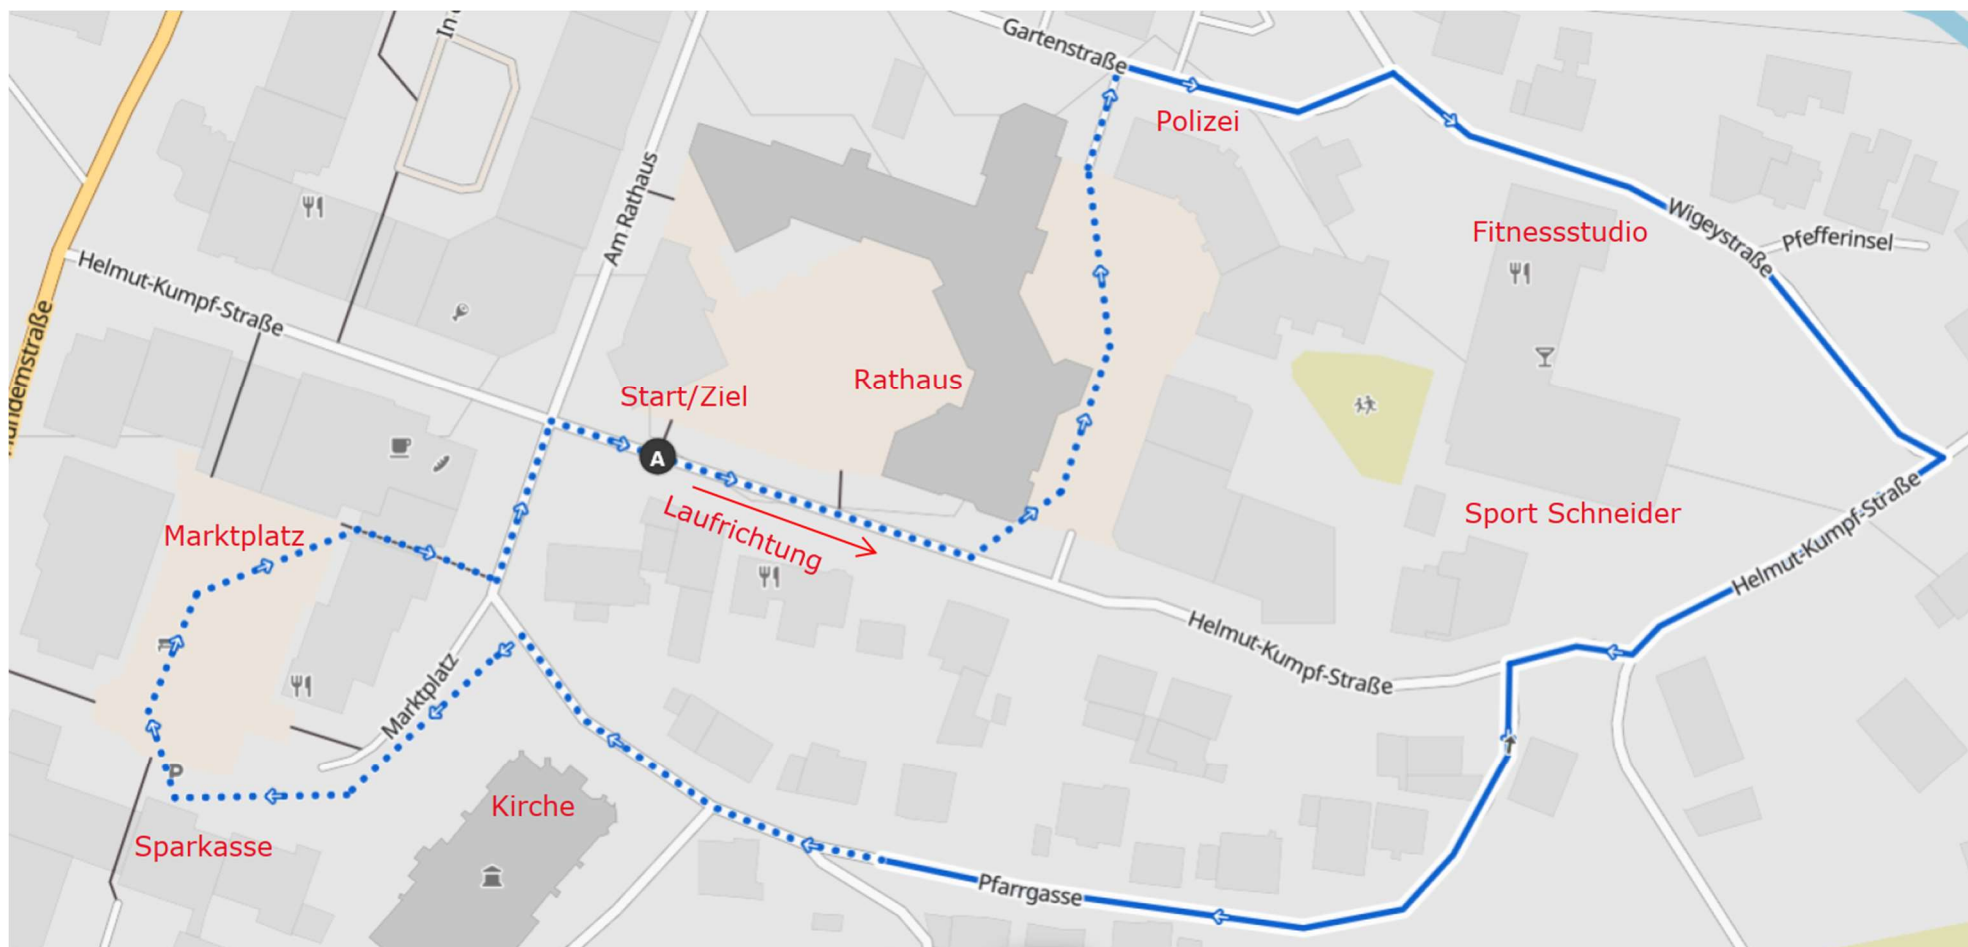 Gartenstraße
Polizei
Am Rathaus
Fitnessstudio
Wigeystraße
Pfefferinsel
Helmut-Kumpf-Straße
Start/Ziel
Rathaus
A
Laufrichtung
Marktplatz
Sport Schneider
Helmut-Kumpf-Straße
Helmut-Kumpf-Straße
Marktplatz
P
Kirche
Sparkasse
Pfarrgasse